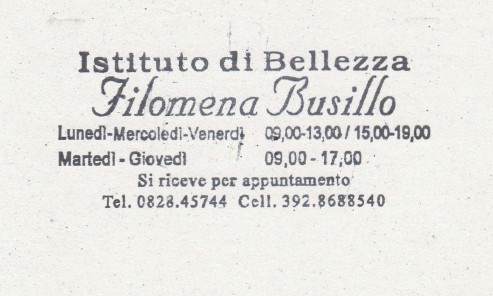 Istituto di Bellezza
Filomena Busillo
Lunedì-Mercoledì-Venerdì 09,00-13,00 / 15,00-19,00
Martedì - Giovedì 09,00 - 17,00
Si riceve per appuntamento
Tel. 0828.45744 Cell. 392.8688540